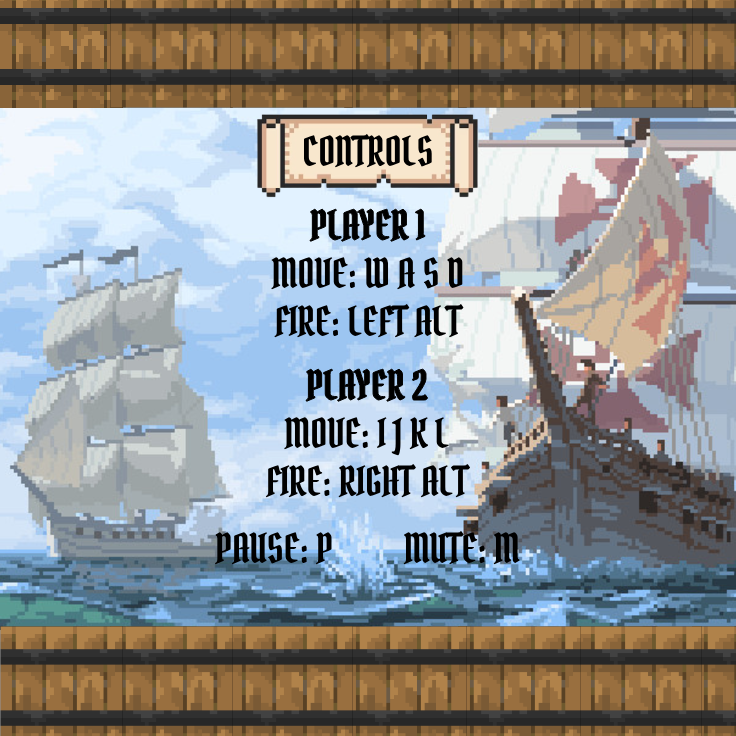 CONTROLS
PLAYER 1
MOVE: W A S D
FIRE: LEFT ALT
PLAYER 2
MOVE: I J K L
FIRE: RIGHT ALT
PAUSE: P MUTE: M